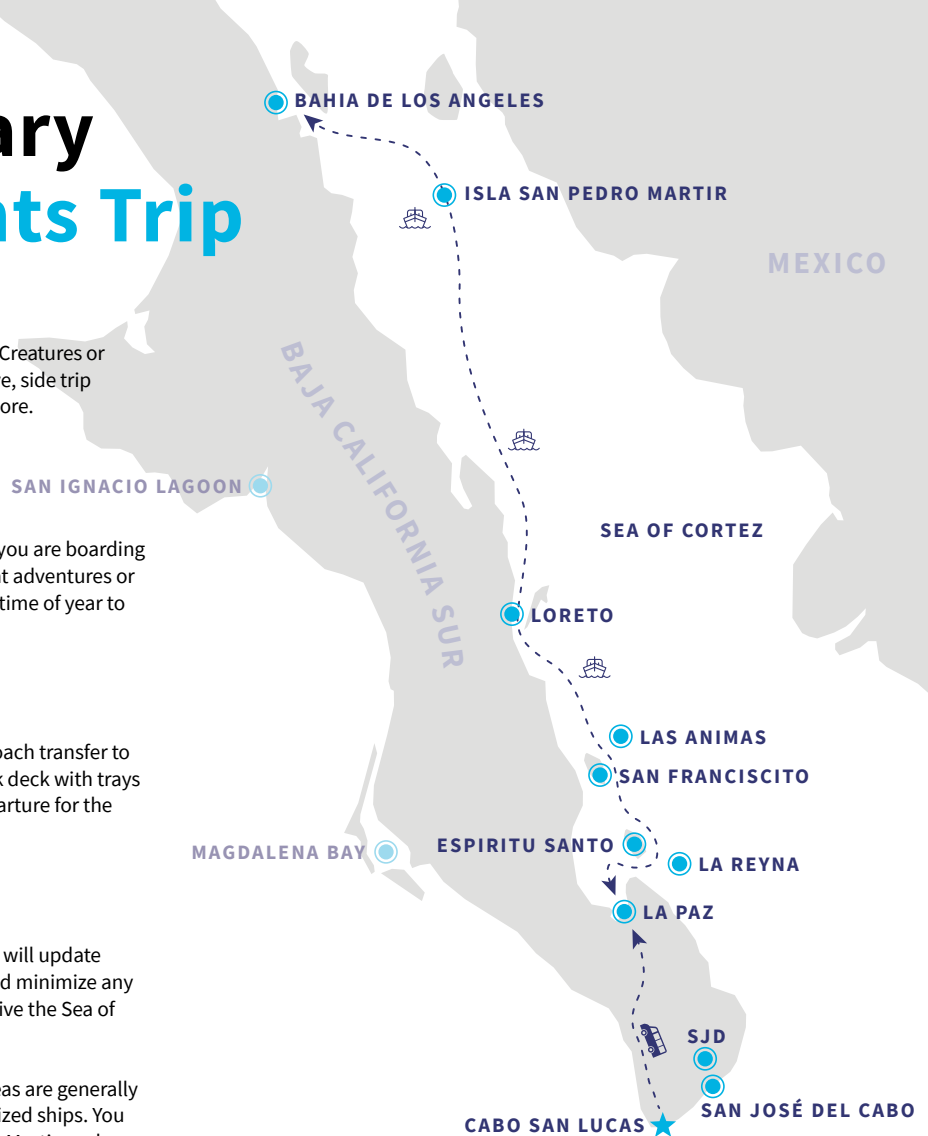 ary
nts Trip
Creatures or
e, side trip
ore.
you are boarding
t adventures or
time of year to
oach transfer to
k deck with trays
arture for the
will update
d minimize any
ive the Sea of
eas are generally
ized ships. You
BAHIA DE LOS ANGELES
ISLA SAN PEDRO MARTIR
MEXICO
BAJA CALIFORNIA SUR
SAN IGNACIO LAGOON
SEA OF CORTEZ
LORETO
LAS ANIMAS
SAN FRANCISCITO
ESPIRITU SANTO
MAGDALENA BAY
LA REYNA
LA PAZ
SJD
SAN JOSÉ DEL CABO
CABO SAN LUCAS